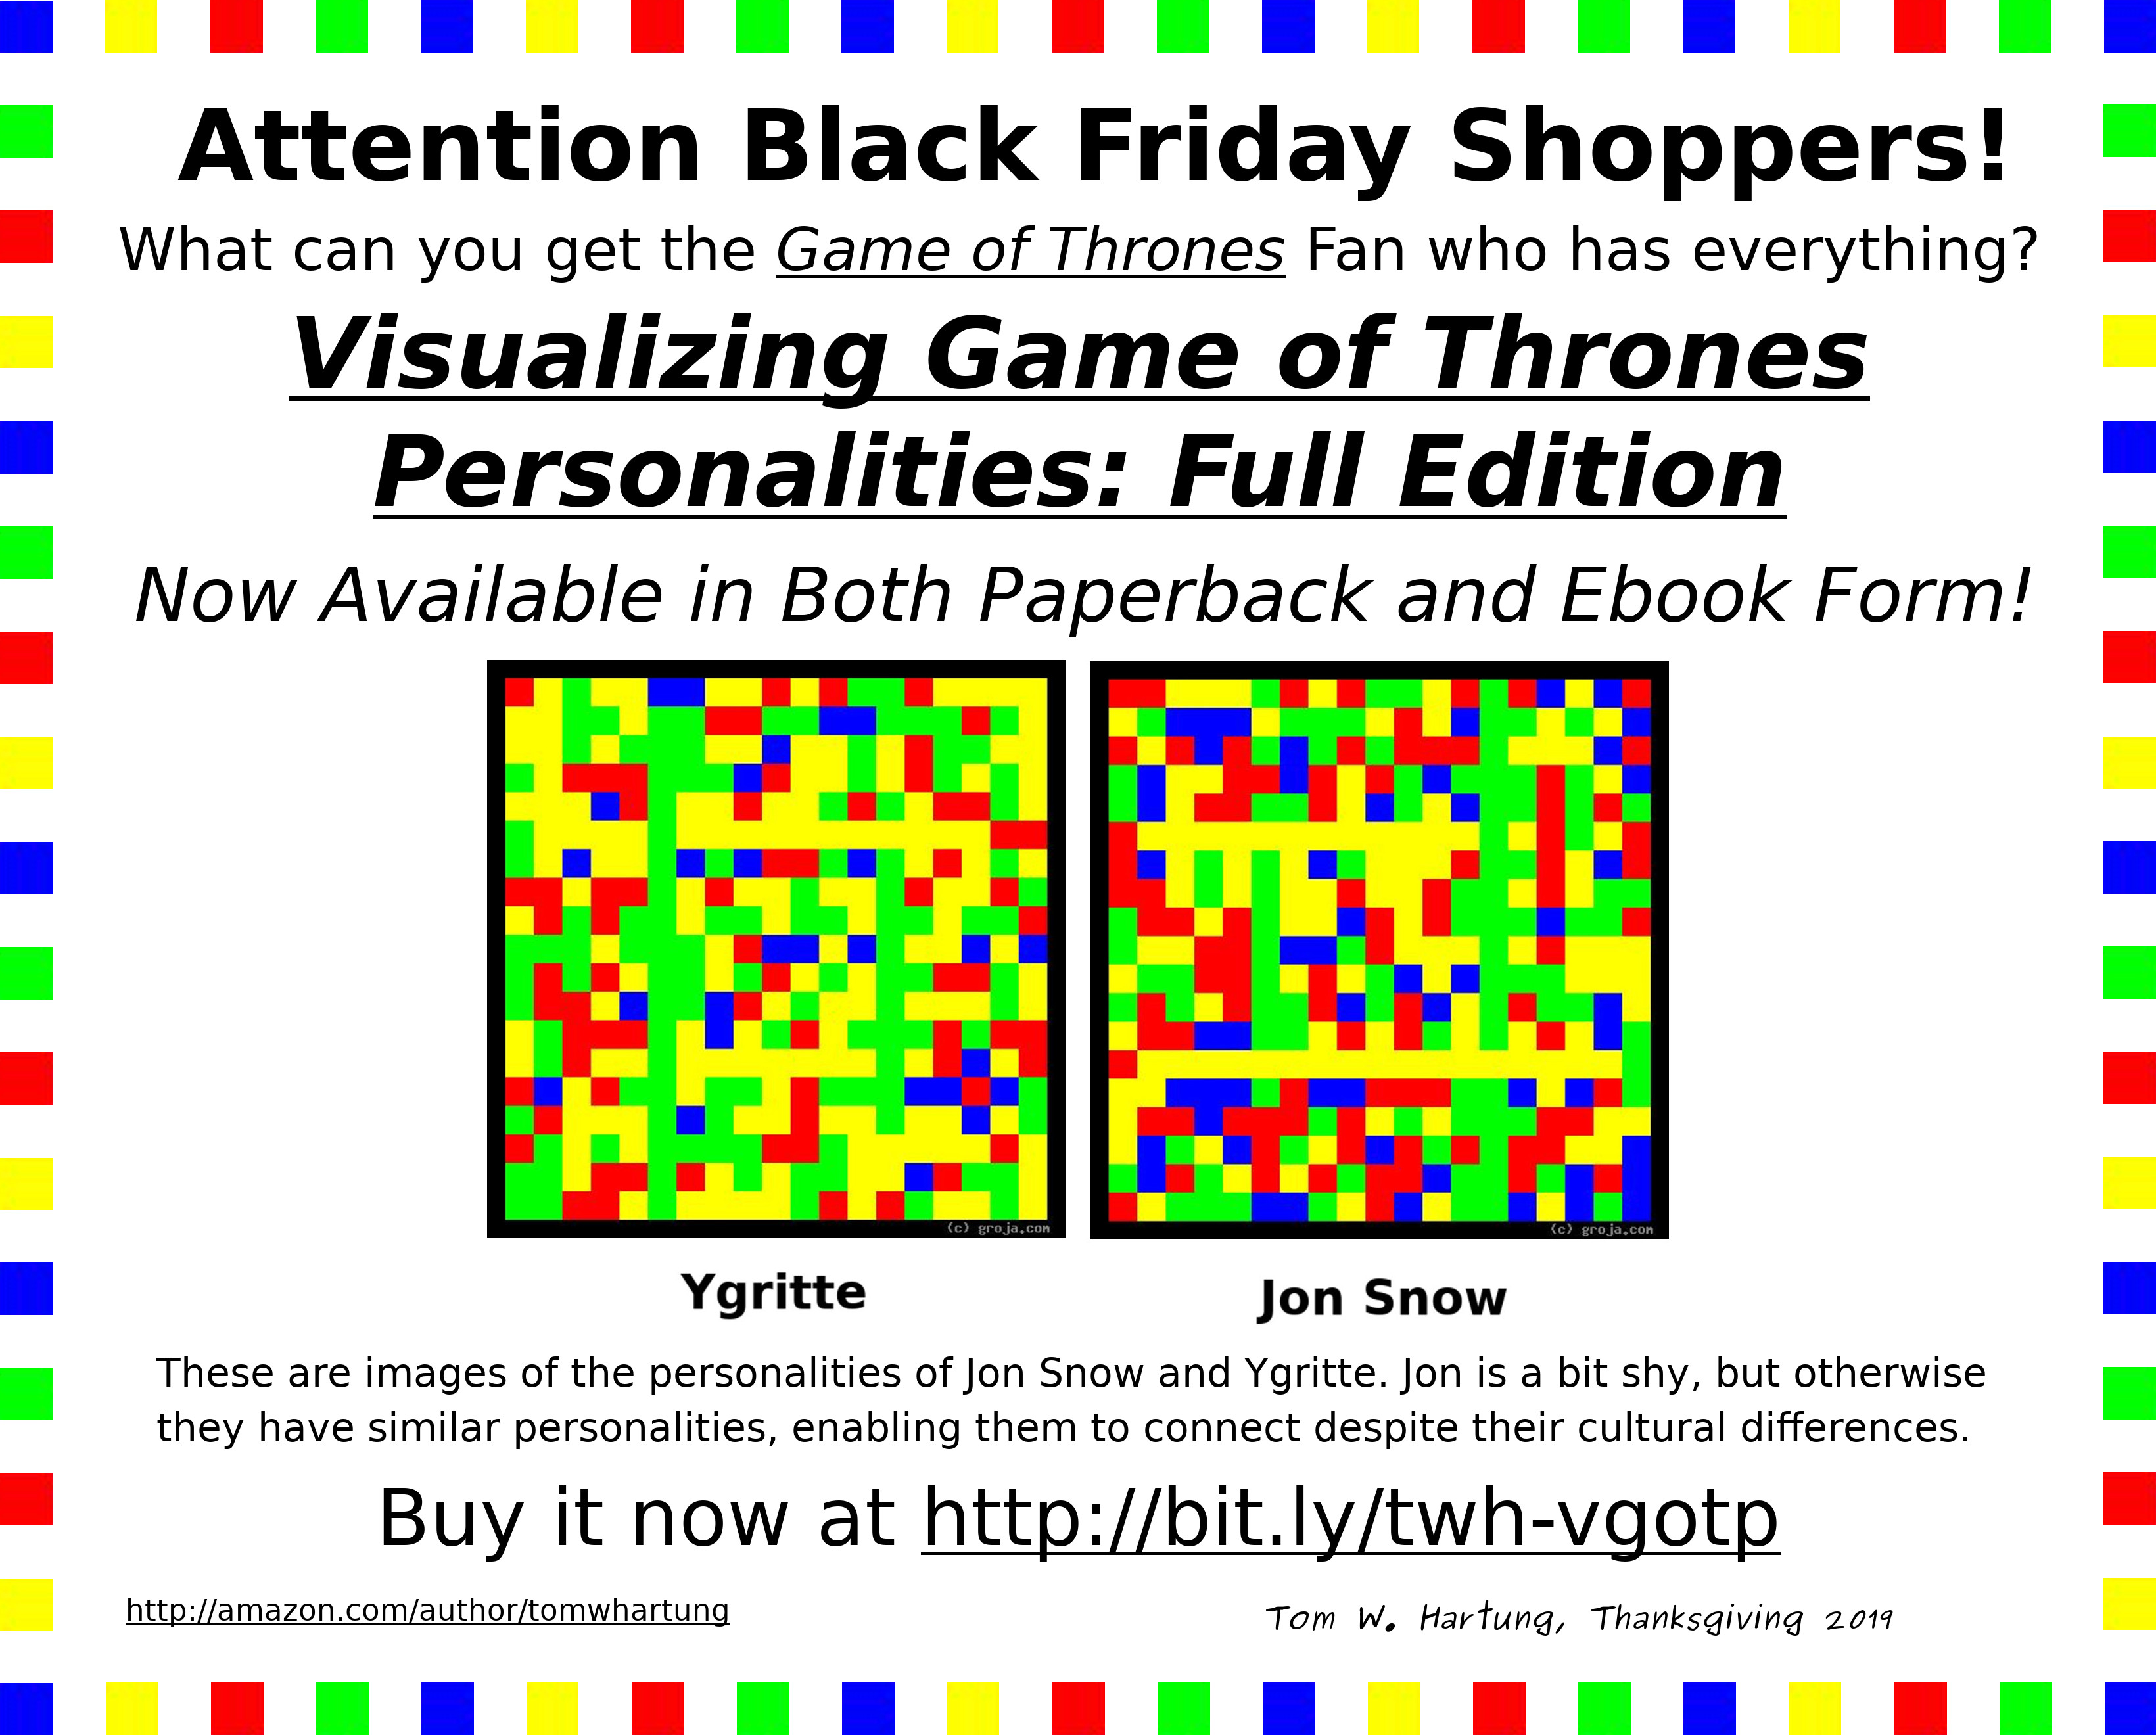 Attention Black Friday Shoppers!
What can you get the Game of Thrones Fan who has everything?
Visualizing Game of Thrones
Personalities: Full Edition
Now Available in Both Paperback and Ebook Form!
(c) groja.com
(c) groja.com
Ygritte
Jon Snow
These are images of the personalities of Jon Snow and Ygritte. Jon is a bit shy, but otherwise
they have similar personalities, enabling them to connect despite their cultural differences.
Buy it now at http://bit.ly/twh-vgotp
http://amazon.com/author/tomwhartung
Tom W. Hartung, Thanksgiving 2019